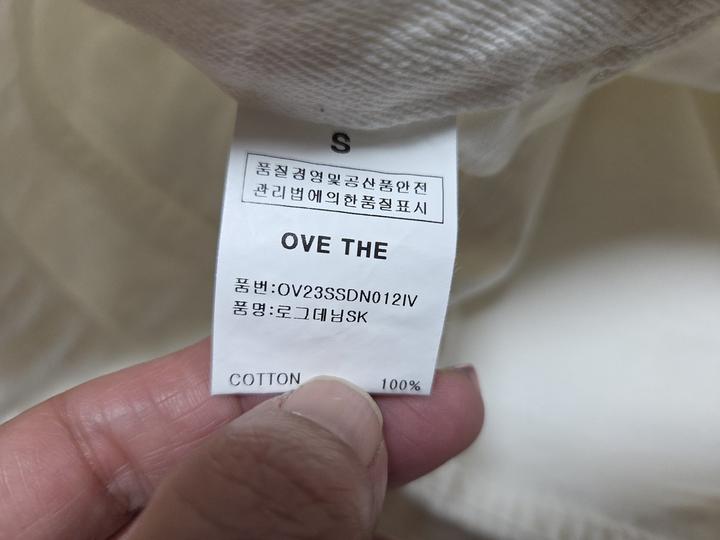 S
품질경영및공산품안전
관리법에의한품질표시
OVE THE
품번:OV23SSDN012IV
품명:로그데님SK
COTTON 100%